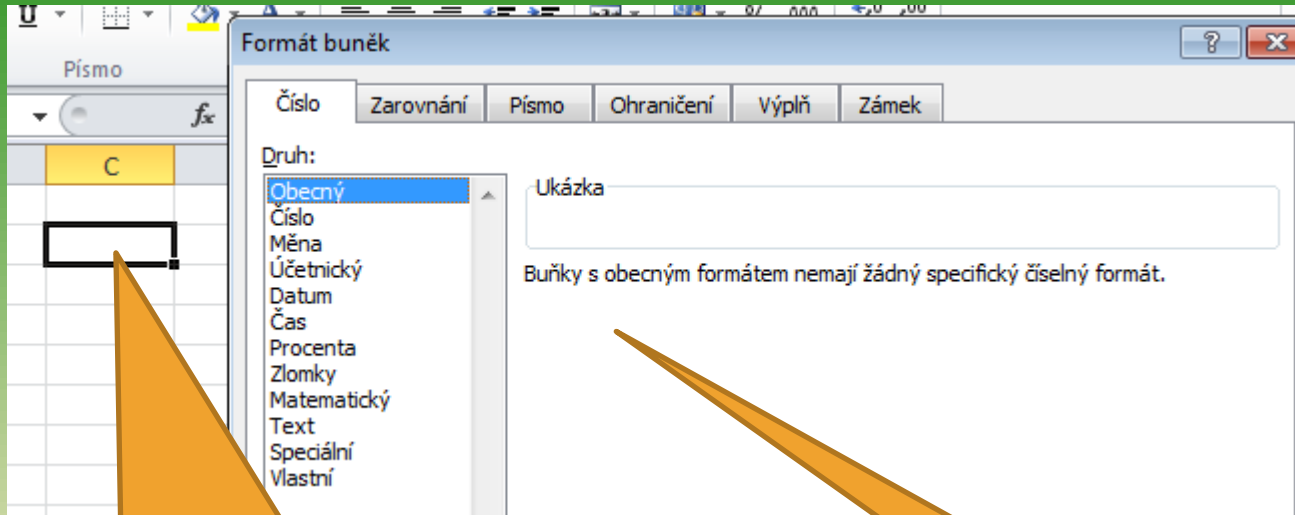 U
% 000
Formát buněk
Písmo
fx
Číslo Zarovnání Písmo Ohraničení Výplň Zámek
C
Druh:
Obecný
Číslo
Měna
Účetnický
Datum
Čas
Procenta
Zlomky
Matematický
Text
Speciální
Vlastní
Ukázka
Buňky s obecným formátem nemají žádný specifický číselný formát.